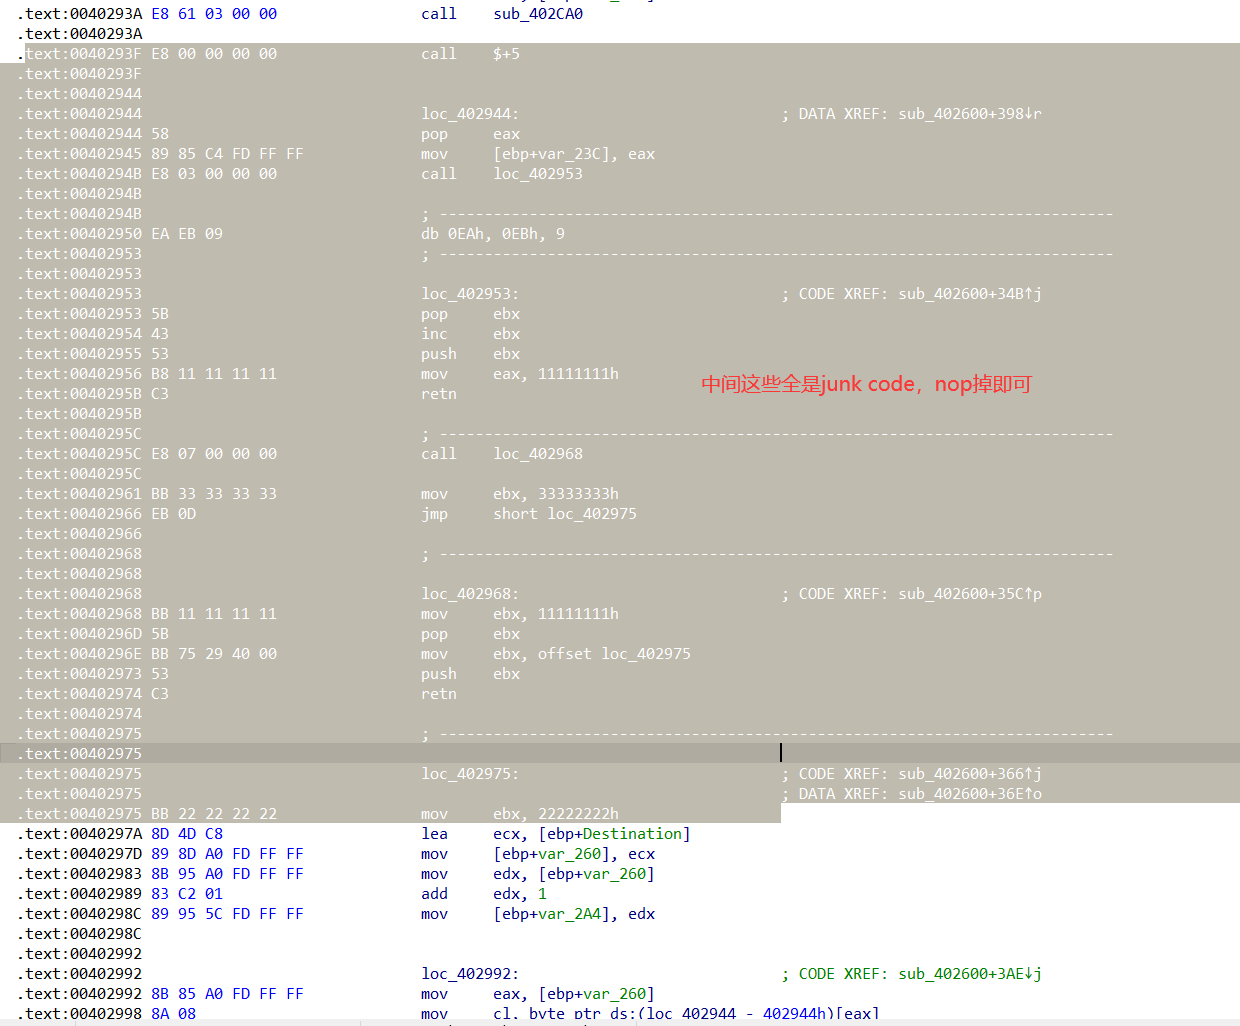 .text:0040293A E8 61 03 00 00 call sub_402CA0
.text:0040293A
.text:0040293F E8 00 00 00 00 call $+5
.text:0040293F
.text:00402944
.text:00402944 loc_402944: ; DATA XREF: sub_402600+398↓r
.text:00402944 58 pop eax
.text:00402945 89 85 C4 FD FF FF mov [ebp+var_23C], eax
.text:0040294B E8 03 00 00 00 call loc_402953
.text:0040294B
.text:0040294B ; ---------------------------------------------------------------------------
.text:00402950 EA EB 09 db 0EAh, 0EBh, 9
.text:00402953 ; ---------------------------------------------------------------------------
.text:00402953
.text:00402953 loc_402953: ; CODE XREF: sub_402600+34B↑j
.text:00402953 5B pop ebx
.text:00402954 43 inc ebx
.text:00402955 53 push ebx
.text:00402956 B8 11 11 11 11 mov eax, 11111111h
中间这些全是junk code，nop掉即可
.text:0040295B C3 retn
.text:0040295B
.text:0040295C ; ---------------------------------------------------------------------------
.text:0040295C E8 07 00 00 00 call loc_402968
.text:0040295C
.text:00402961 BB 33 33 33 33 mov ebx, 33333333h
.text:00402966 EB 0D jmp short loc_402975
.text:00402966
.text:00402968 ; ---------------------------------------------------------------------------
.text:00402968
.text:00402968 loc_402968: ; CODE XREF: sub_402600+35C↑p
.text:00402968 BB 11 11 11 11 mov ebx, 11111111h
.text:0040296D 5B pop ebx
.text:0040296E BB 75 29 40 00 mov ebx, offset loc_402975
.text:00402973 53 push ebx
.text:00402974 C3 retn
.text:00402974
.text:00402975 ; ---------------------------------------------------------------------------
.text:00402975
.text:00402975 loc_402975: ; CODE XREF: sub_402600+366↑j
.text:00402975 ; DATA XREF: sub_402600+36E↑o
.text:00402975 BB 22 22 22 22 mov ebx, 22222222h
.text:0040297A 8D 4D C8 lea ecx, [ebp+Destination]
.text:0040297D 89 8D A0 FD FF FF mov [ebp+var_260], ecx
.text:00402983 8B 95 A0 FD FF FF mov edx, [ebp+var_260]
.text:00402989 83 C2 01 add edx, 1
.text:0040298C 89 95 5C FD FF FF mov [ebp+var_2A4], edx
.text:0040298C
.text:00402992
.text:00402992 loc_402992: ; CODE XREF: sub_402600+3AE↓j
.text:00402992 8B 85 A0 FD FF FF mov eax, [ebp+var_260]
.text:00402998 8A 08 mov cl, byte ptr ds:(loc_402944 - 402944h)[eax]